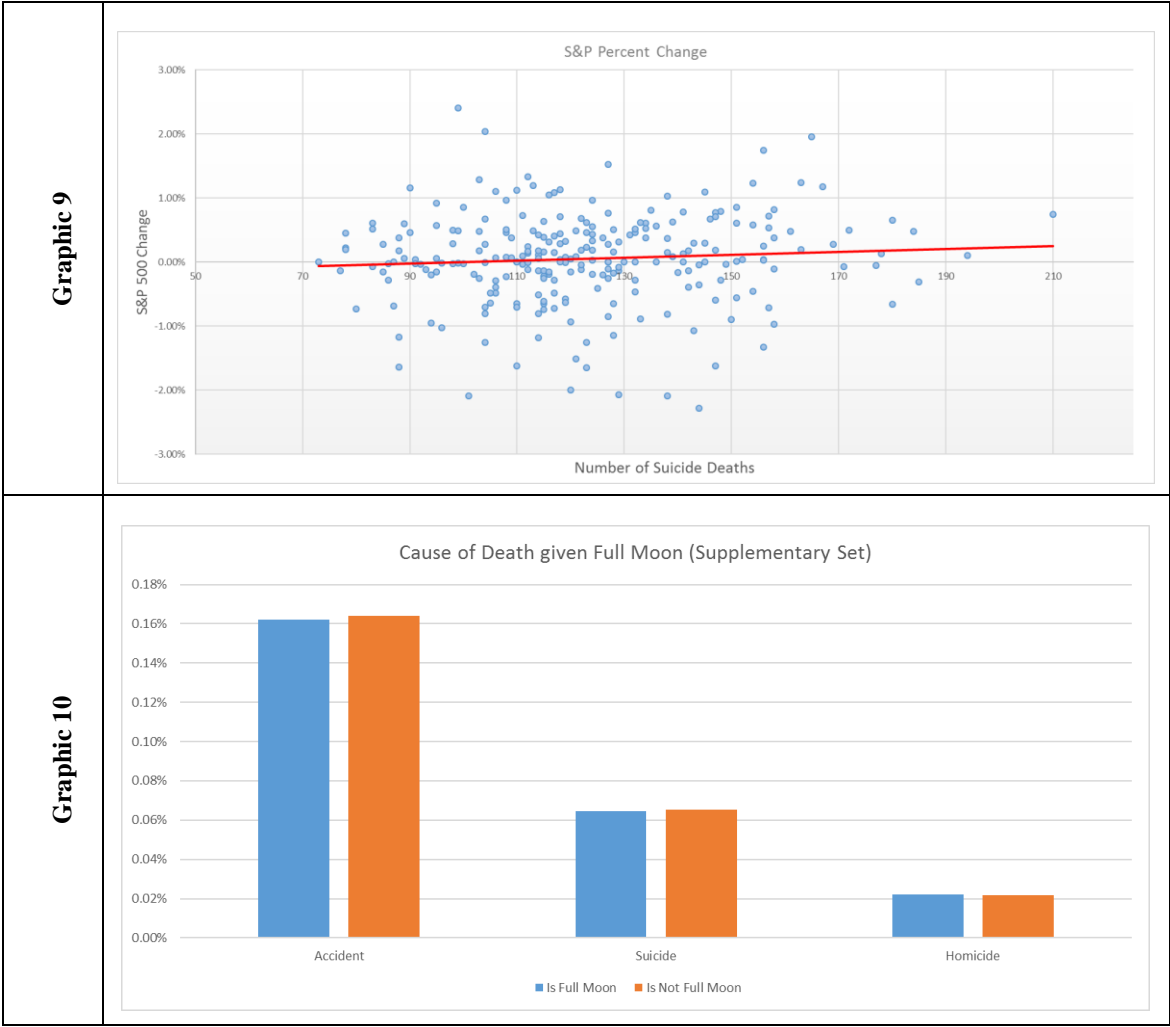 Graphic 9
S&P Percent Change
S&P 500 Change
3.00%
2.00%
1.00%
0.00%
-1.00%
-2.00%
-3.00%
50
70
90
110
130
150
170
190
210
Number of Suicide Deaths
Graphic 10
Cause of Death given Full Moon (Supplementary Set)
0.18%
0.16%
0.14%
0.12%
0.10%
0.08%
0.06%
0.04%
0.02%
0.00%
Accident
Suicide
Homicide
Is Full Moon
Is Not Full Moon